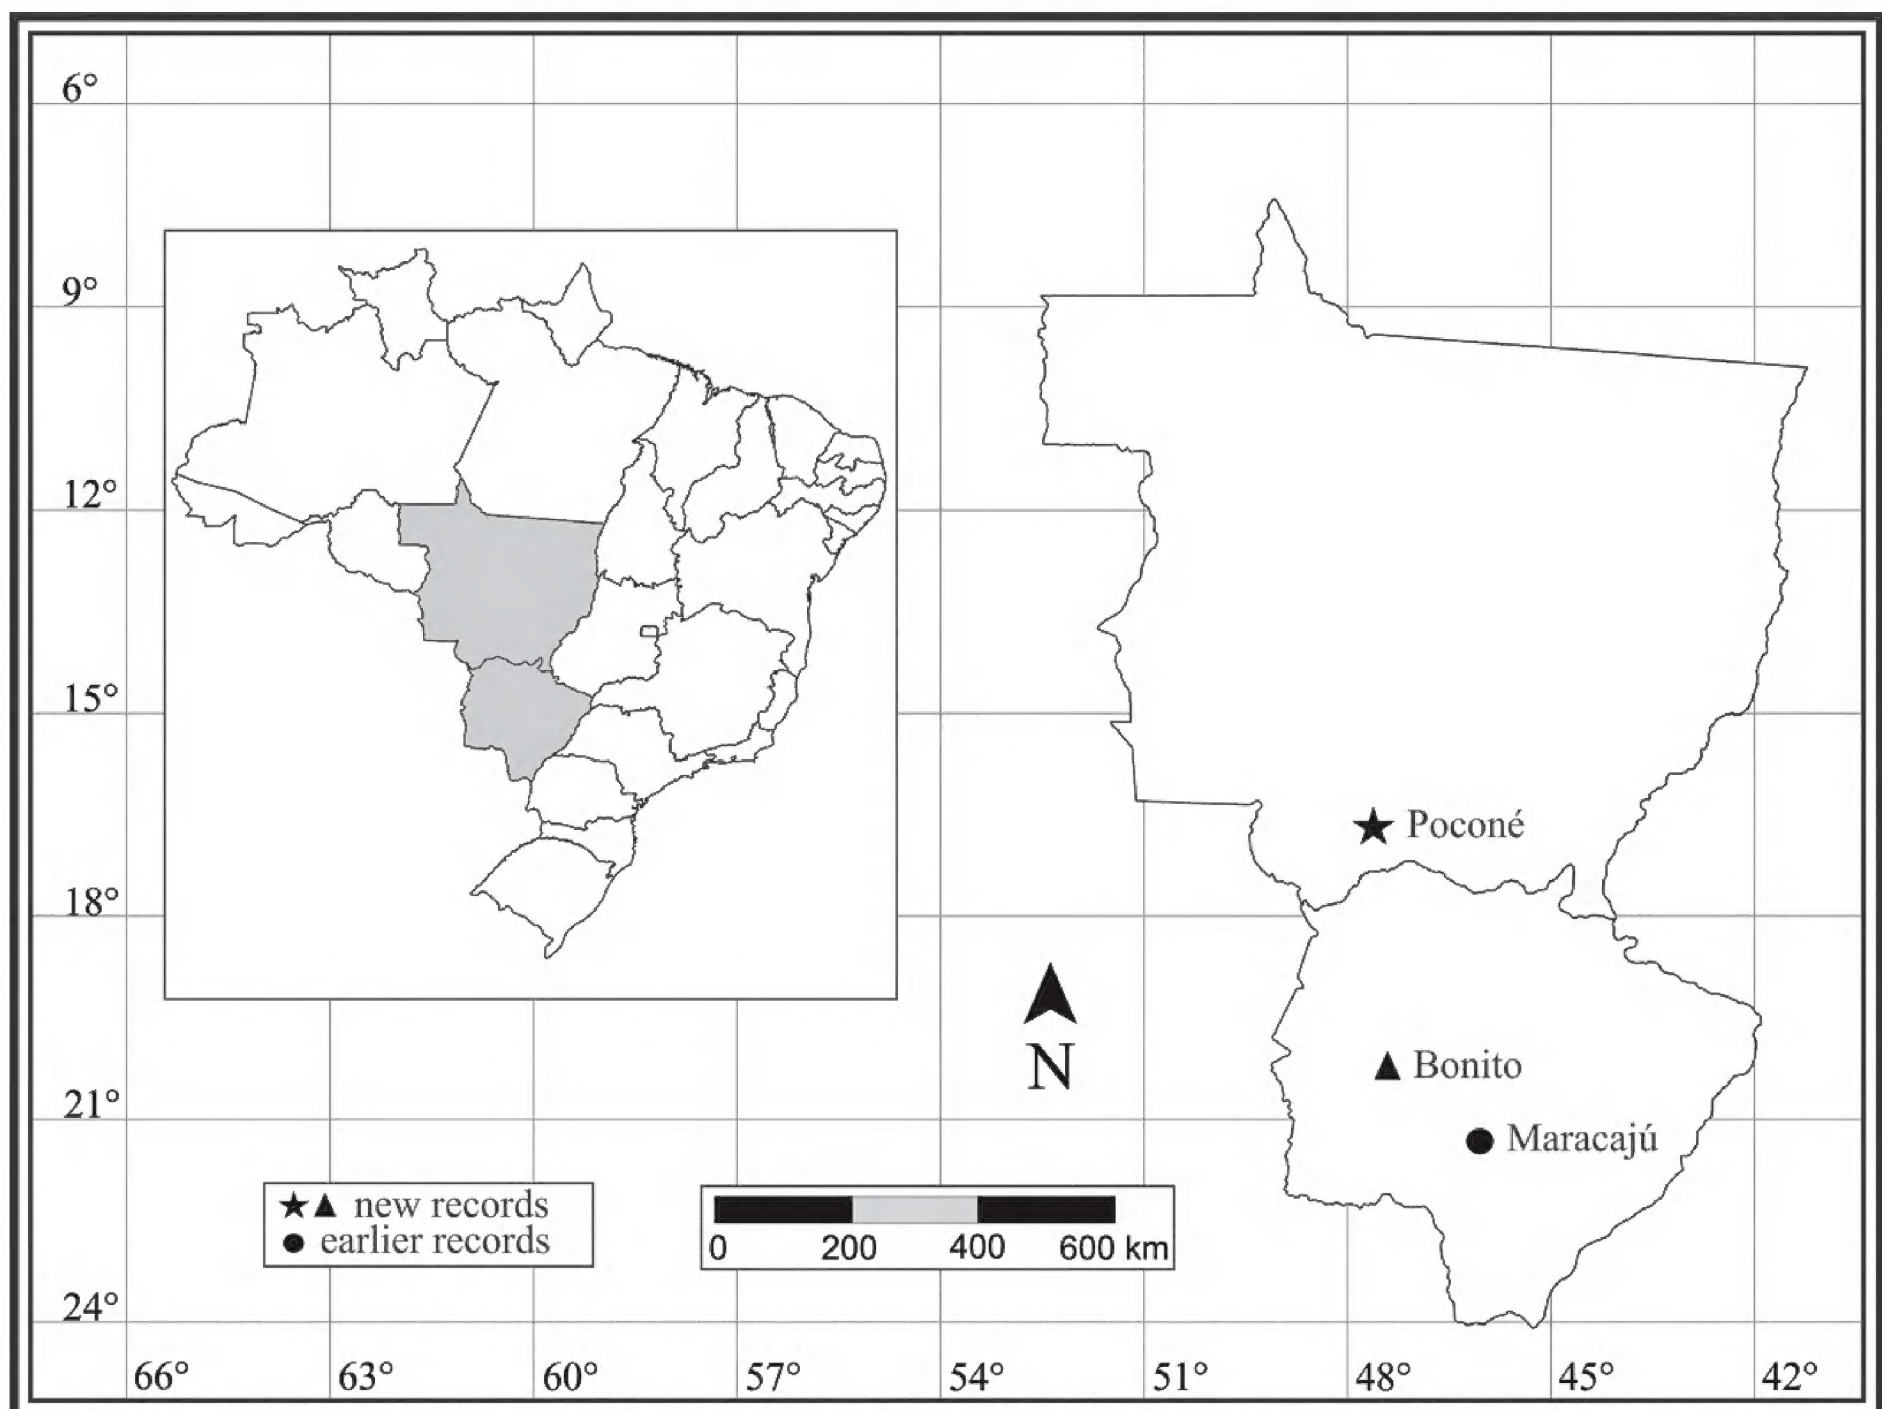 6°
9°
12°
15°
18°
21°
24°
Poconé
N
Bonito
Maracajú
new records
earlier records
0 200 400 600 km
66° 63° 60° 57° 54° 51° 48° 45° 42°